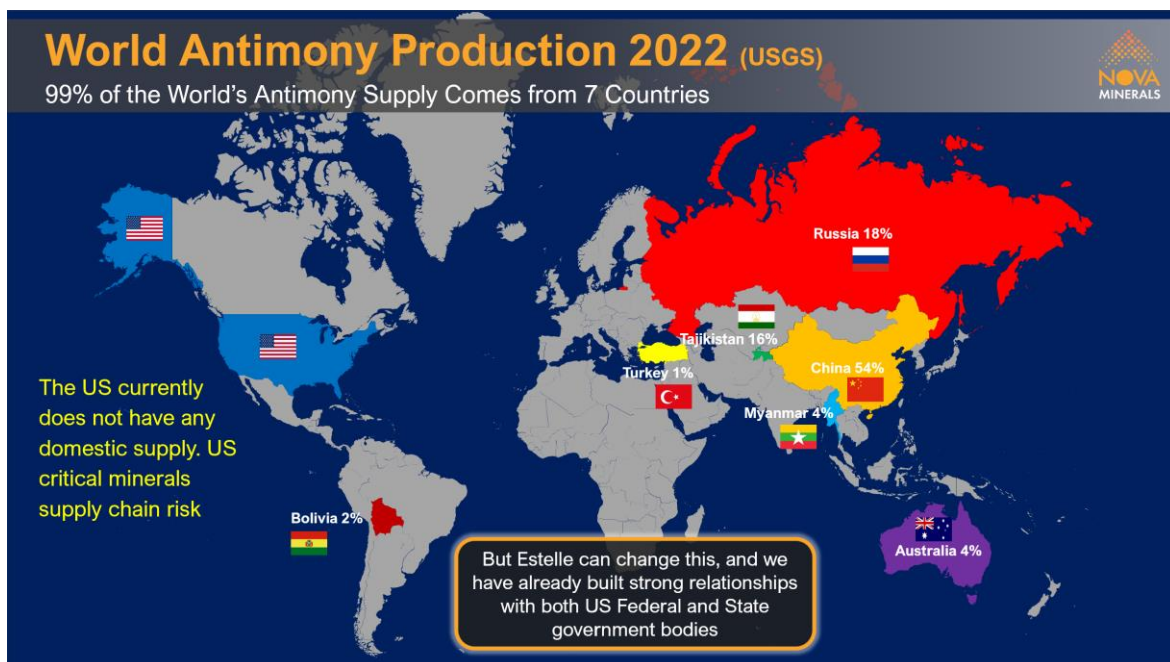 World Antimony Production 2022 (USGS)
99% of the World's Antimony Supply Comes from 7 Countries
NOVA
MINERALS
Russia 18%
Tajikistan 16%
Turkey 1%
China 54%
Myanmar 4%
The US currently
does not have any
domestic supply. US
critical minerals
supply chain risk
Bolivia 2%
Australia 4%
But Estelle can change this, and we
have already built strong relationships
with both US Federal and State
government bodies